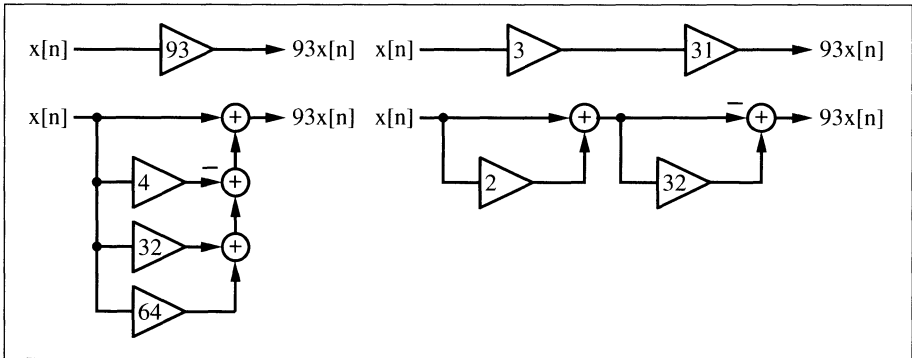 x[n] 93 93x[n] x[n] 3 31 93x[n]
x[n] + 93x[n] x[n] + − + 93x[n]
4 − + 2 32
32 +
64